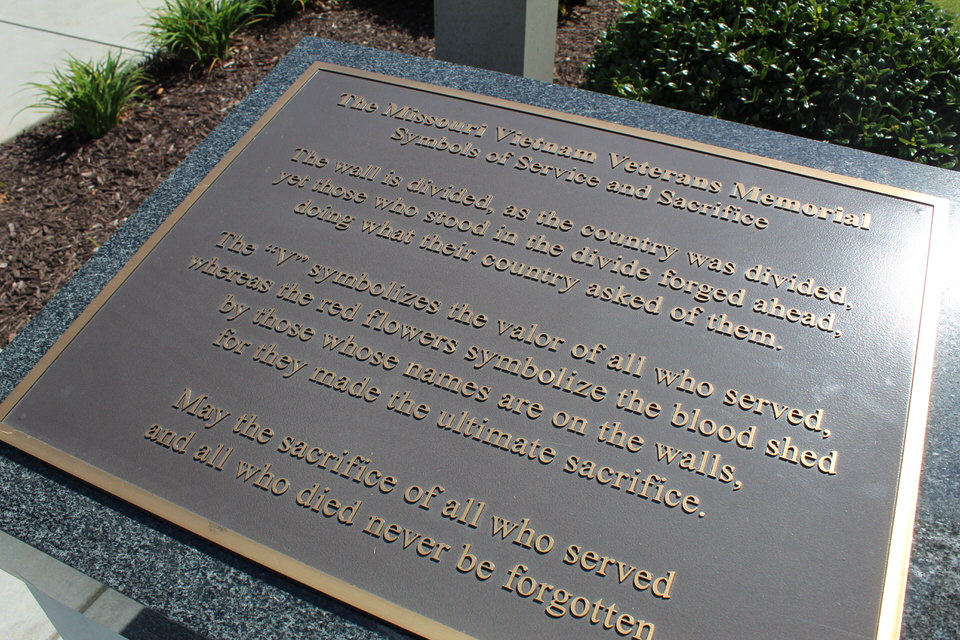 The Missouri Vietnam Veterans Memorial
Symbols of Service and Sacrifice
The wall is divided, as the country was divided,
yet those who stood in the divide forged ahead,
doing what their country asked of them.
The "V" symbolizes the valor of all who served,
whereas the red flowers symbolize the blood shed
by those whose names are on the walls,
for they made the ultimate sacrifice.
May the sacrifice of all who served
and all who died never be forgotten